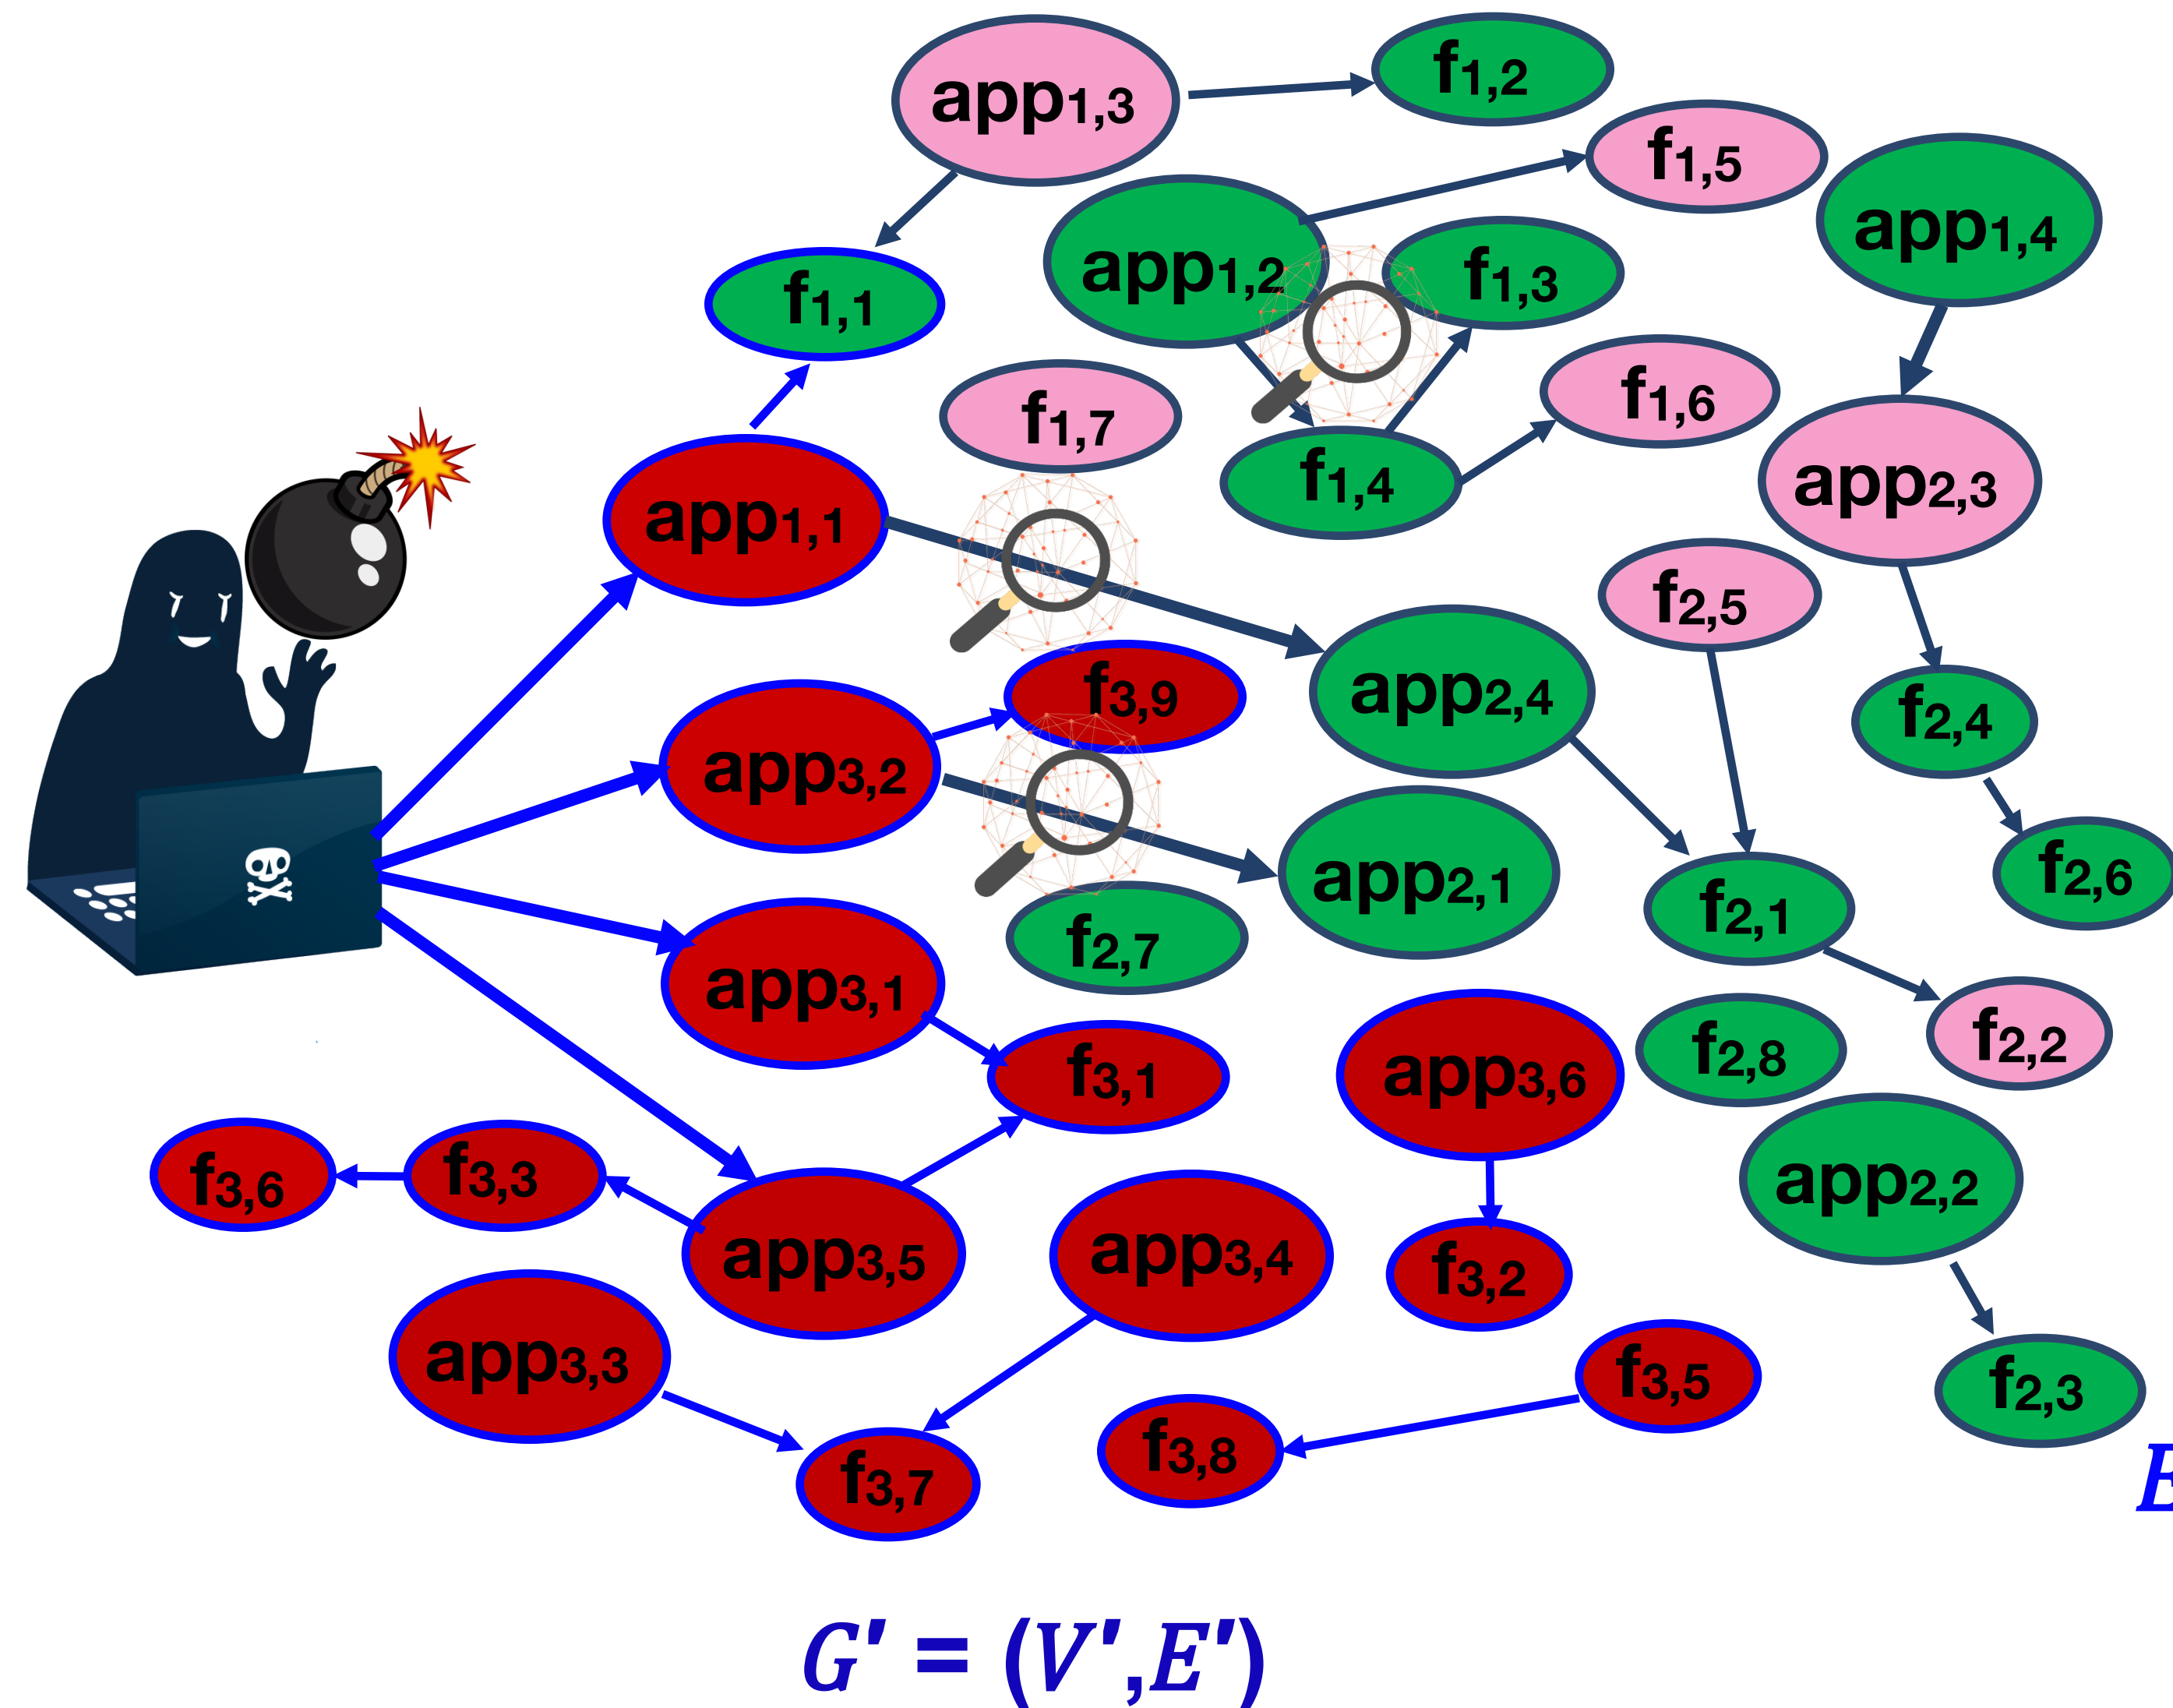 app1,3
f1,2
f1,5
app1,4
app1,2
f1,3
f1,1
f1,7
f1,6
f1,4
app2,3
app1,1
f2,5
f3,9
app2,4
f2,4
app3,2
app2,1
f2,6
f2,1
f2,7
app3,1
f3,1
app3,6
f2,8
f2,2
f3,6
f3,3
app2,2
app3,5
app3,4
f3,2
app3,3
f3,5
f2,3
f3,8
f3,7
E
G' = (V',E')